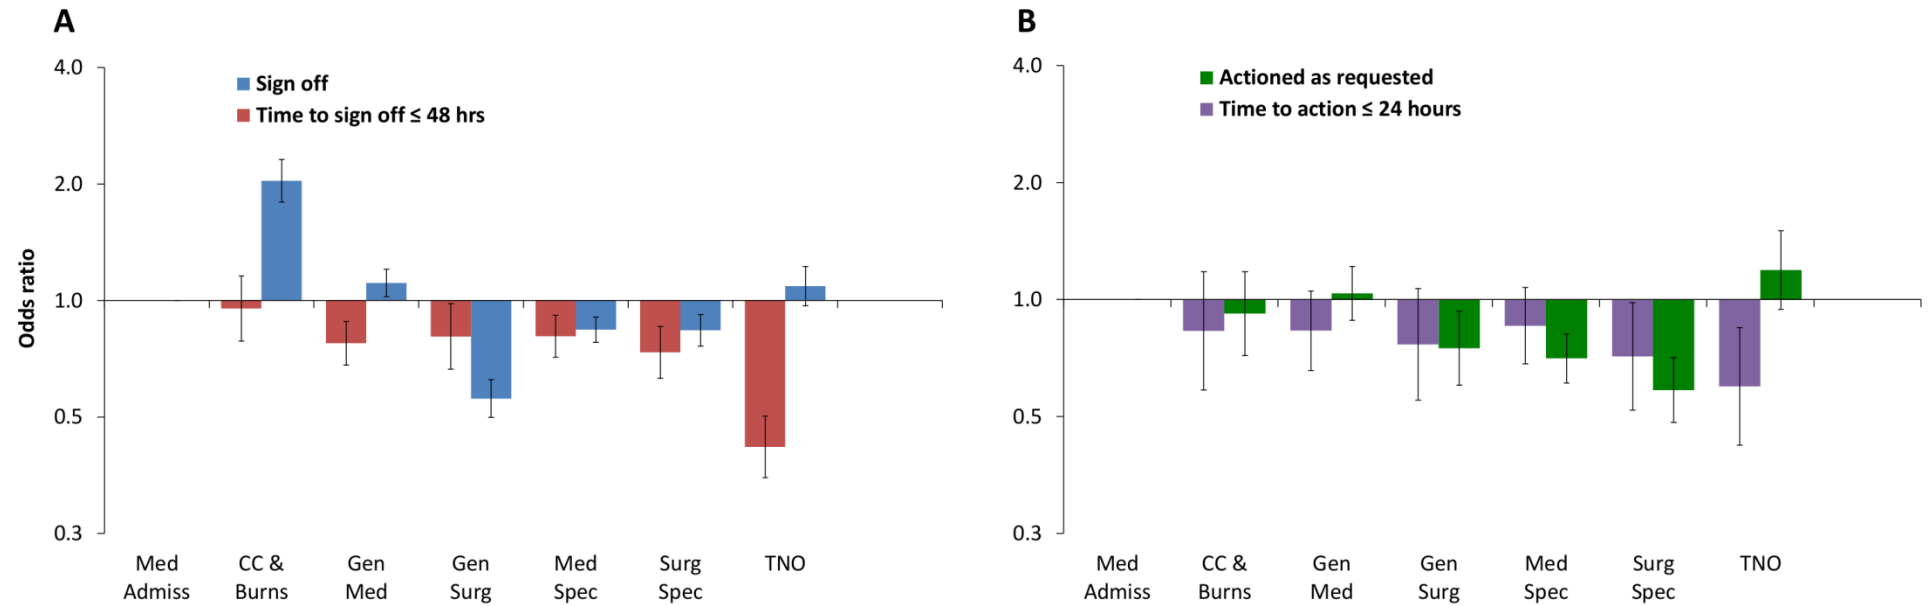 A
4.0
2.0
1.0
0.5
0.3
Odds ratio
Sign off
Time to sign off ≤ 48 hrs
Med
Admiss
CC &
Burns
Gen
Med
Gen
Surg
Med
Spec
Surg
Spec
TNO
B
4.0
2.0
1.0
0.5
0.3
Actioned as requested
Time to action ≤ 24 hours
Med
Admiss
CC &
Burns
Gen
Med
Gen
Surg
Med
Spec
Surg
Spec
TNO